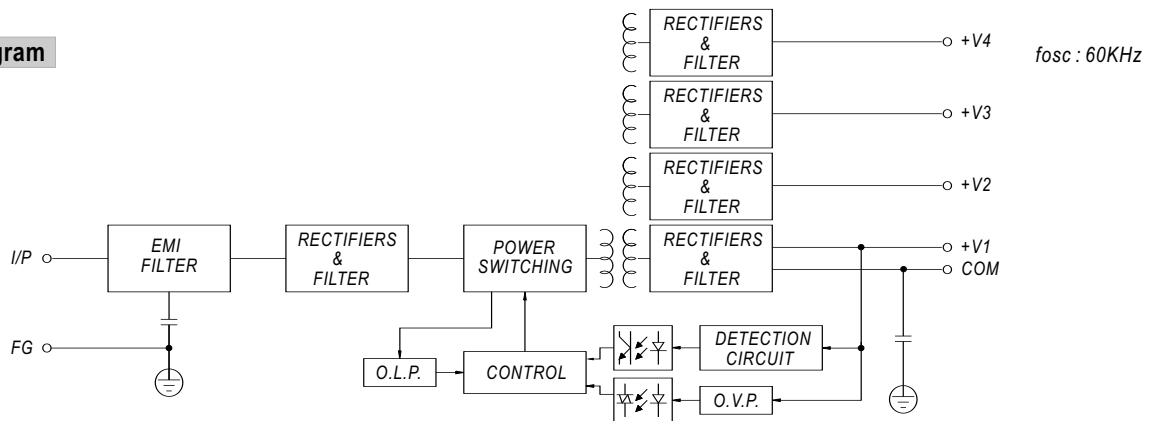 gram
RECTIFIERS
&
FILTER
+V4
fosc : 60KHz
RECTIFIERS
&
FILTER
+V3
RECTIFIERS
&
FILTER
+V2
I/P
EMI
FILTER
RECTIFIERS
&
FILTER
POWER
SWITCHING
RECTIFIERS
&
FILTER
+V1
COM
FG
O.L.P.
CONTROL
DETECTION
CIRCUIT
O.V.P.